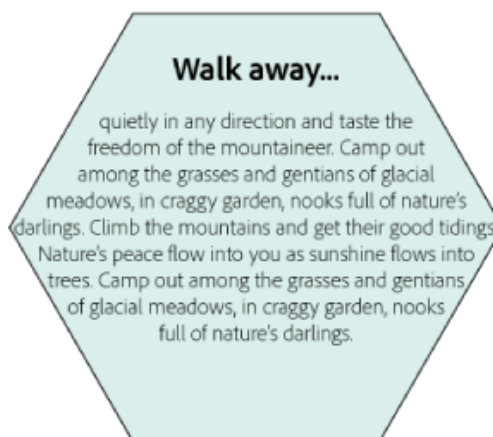 Walk away...
quietly in any direction and taste the
freedom of the mountaineer. Camp out
among the grasses and gentians of glacial
meadows, in craggy garden, nooks full of nature's
darlings. Climb the mountains and get their good tidings
Nature's peace flow into you as sunshine flows into
trees. Camp out among the grasses and gentians
of glacial meadows, in craggy garden, nooks
full of nature's darlings.